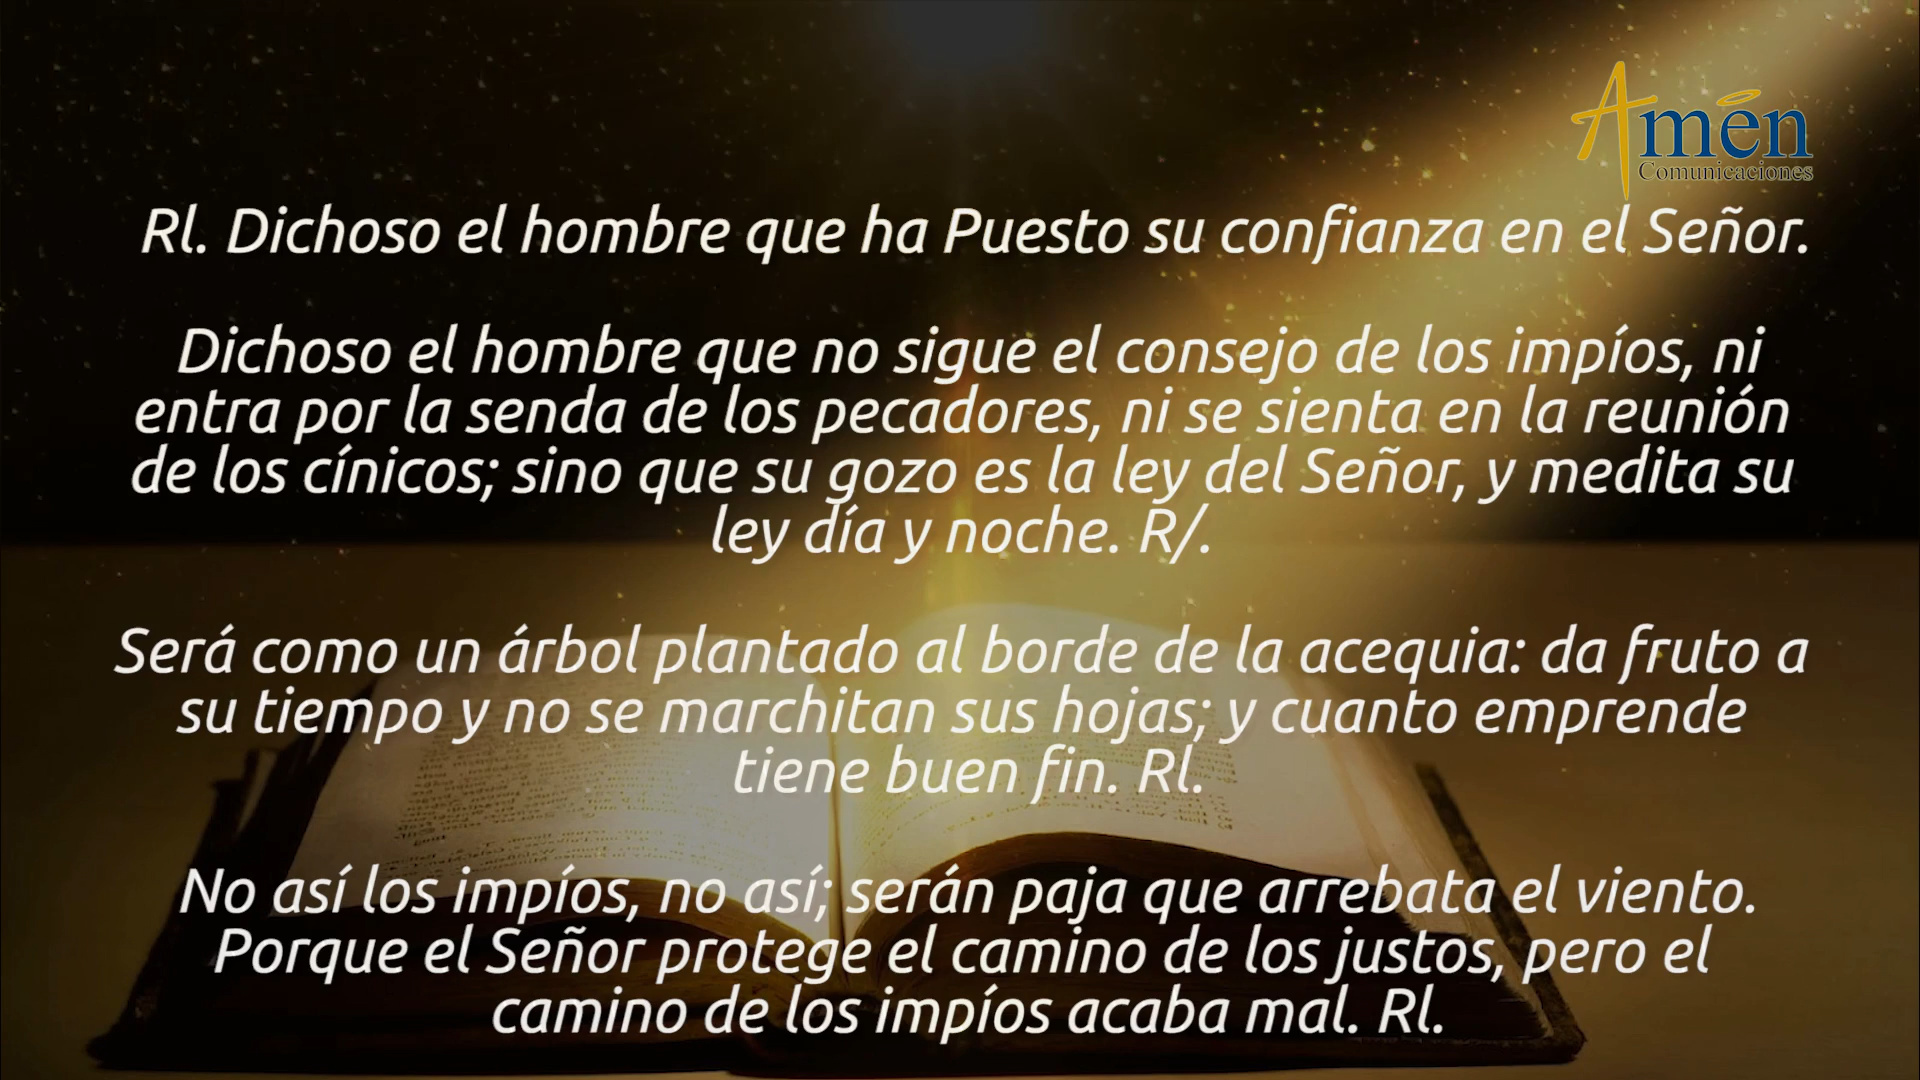 Amén
Comunicaciones
Rl. Dichoso el hombre que ha Puesto su confianza en el Señor.
Dichoso el hombre que no sigue el consejo de los impíos, ni
entra por la senda de los pecadores, ni se sienta en la reunión
de los cínicos; sino que su gozo es la ley del Señor, y medita su
ley día y noche. R/.
Será como un árbol plantado al borde de la acequia: da fruto a
su tiempo y no se marchitan sus hojas; y cuanto emprende
tiene buen fin. Rl.
No así los impíos, no así; serán paja que arrebata el viento.
Porque el Señor protege el camino de los justos, pero el
camino de los impíos acaba mal. Rl.